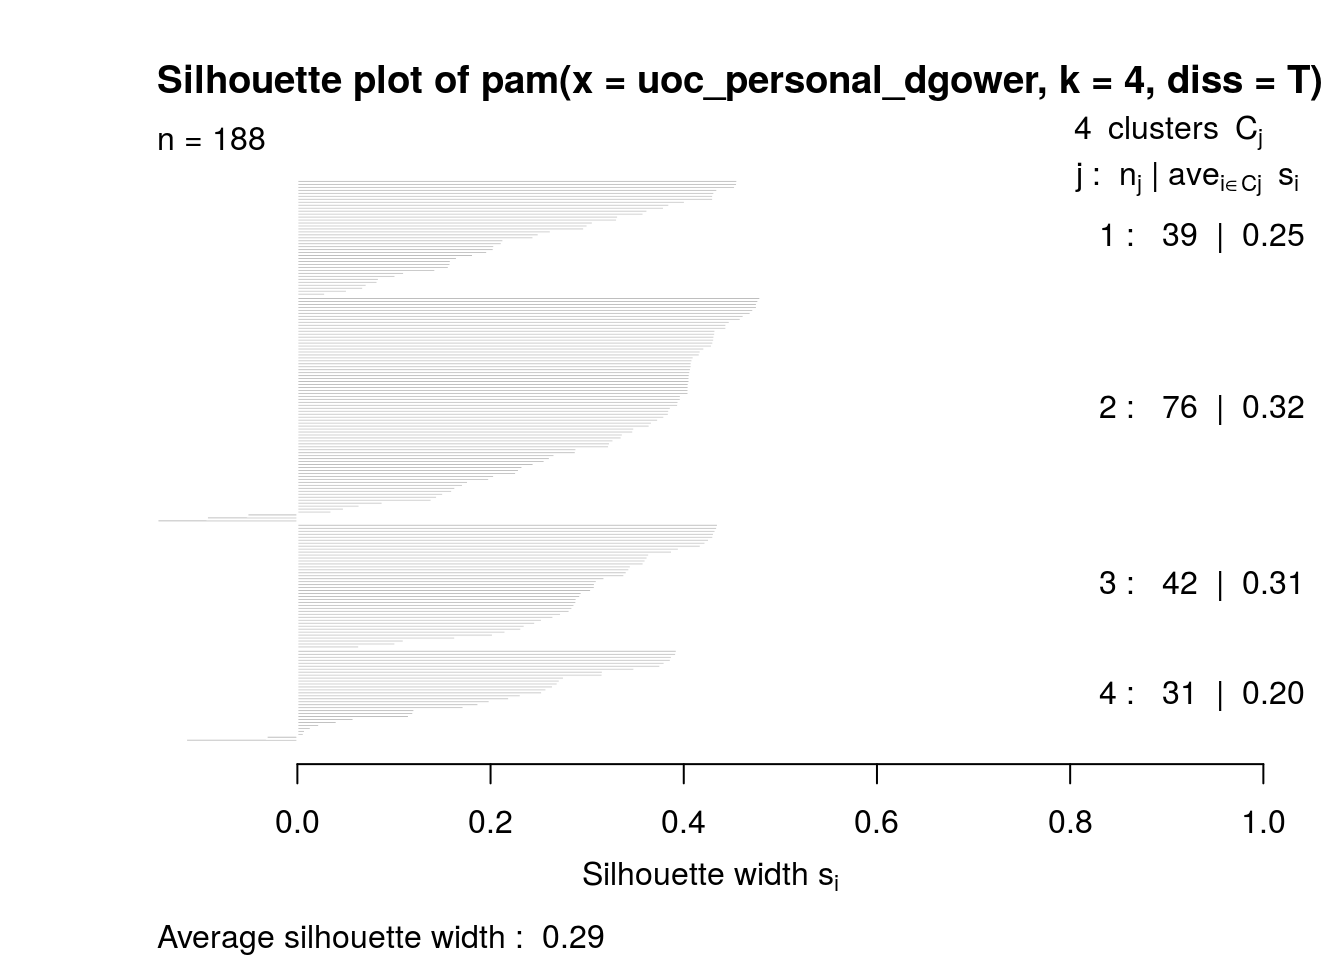 Silhouette plot of pam(x = uoc_personal_dgower, k = 4, diss = T)
n = 188
4 clusters Cj
j : nj | avei∈Cj si
1 : 39 | 0.25
2 : 76 | 0.32
3 : 42 | 0.31
4 : 31 | 0.20
0.0 0.2 0.4 0.6 0.8 1.0
Silhouette width si
Average silhouette width : 0.29